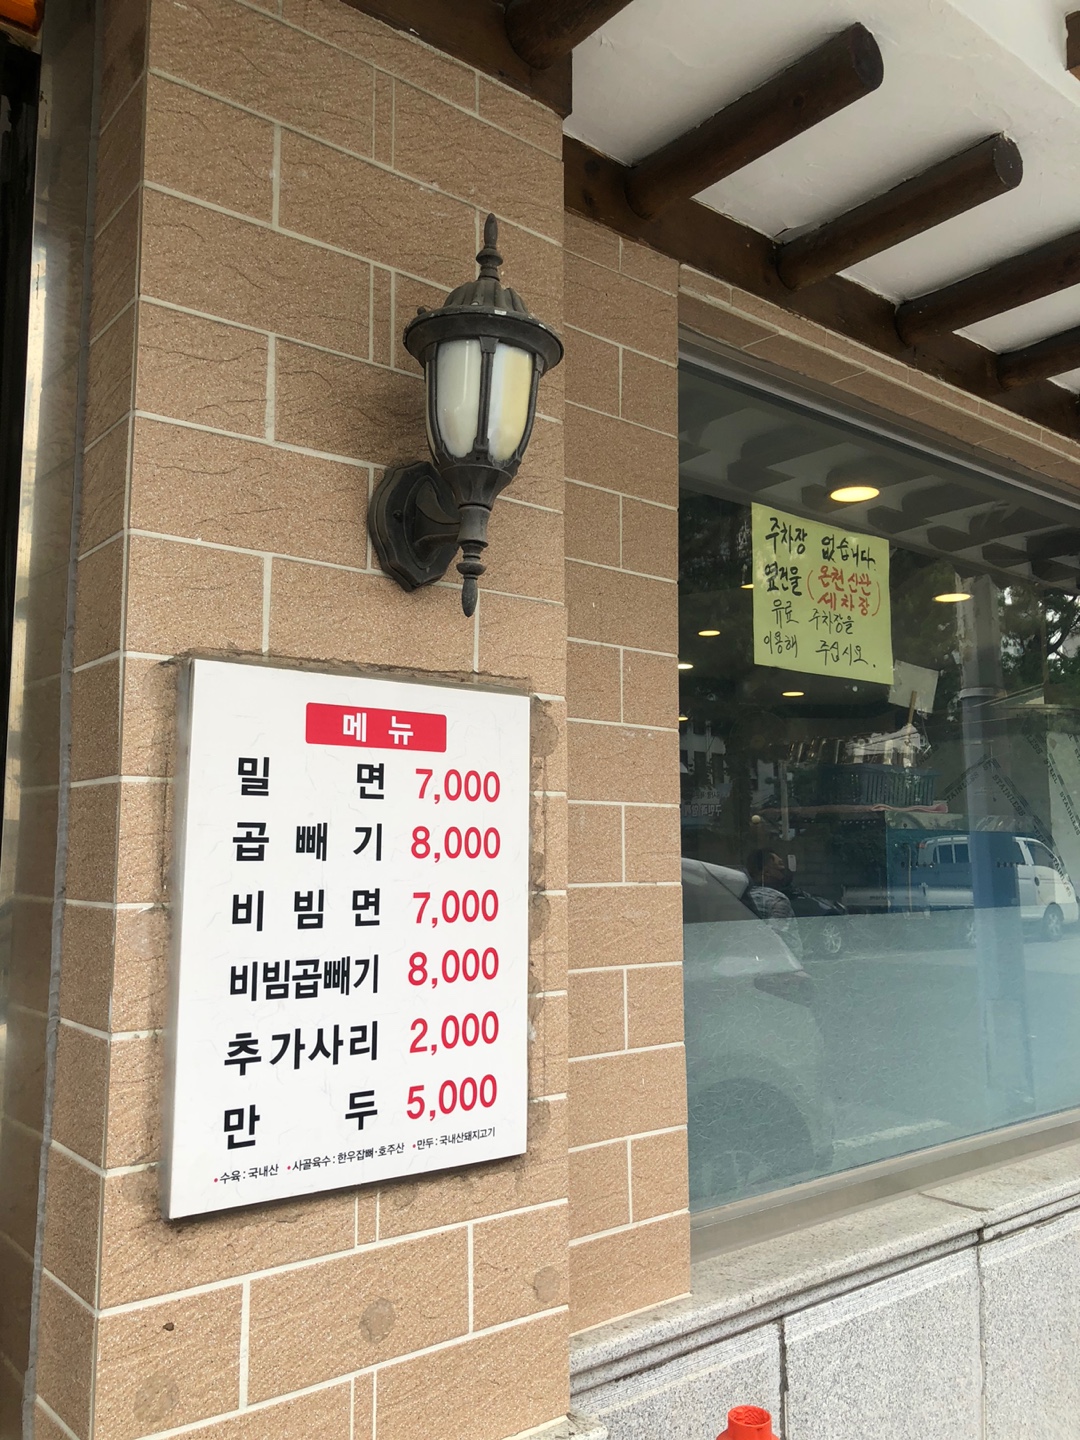 메뉴
밀면 7,000
곱빼기 8,000
비빔면 7,000
비빔곱빼기 8,000
추가사리 2,000
만두 5,000
•수육:국내산 •사골육수:한우잡뼈·호주산 •만두:국내산돼지고기
주차장 없습니다.
옆건물 (온천신관
세차장)
유료 주차장을
이용해 주십시요.